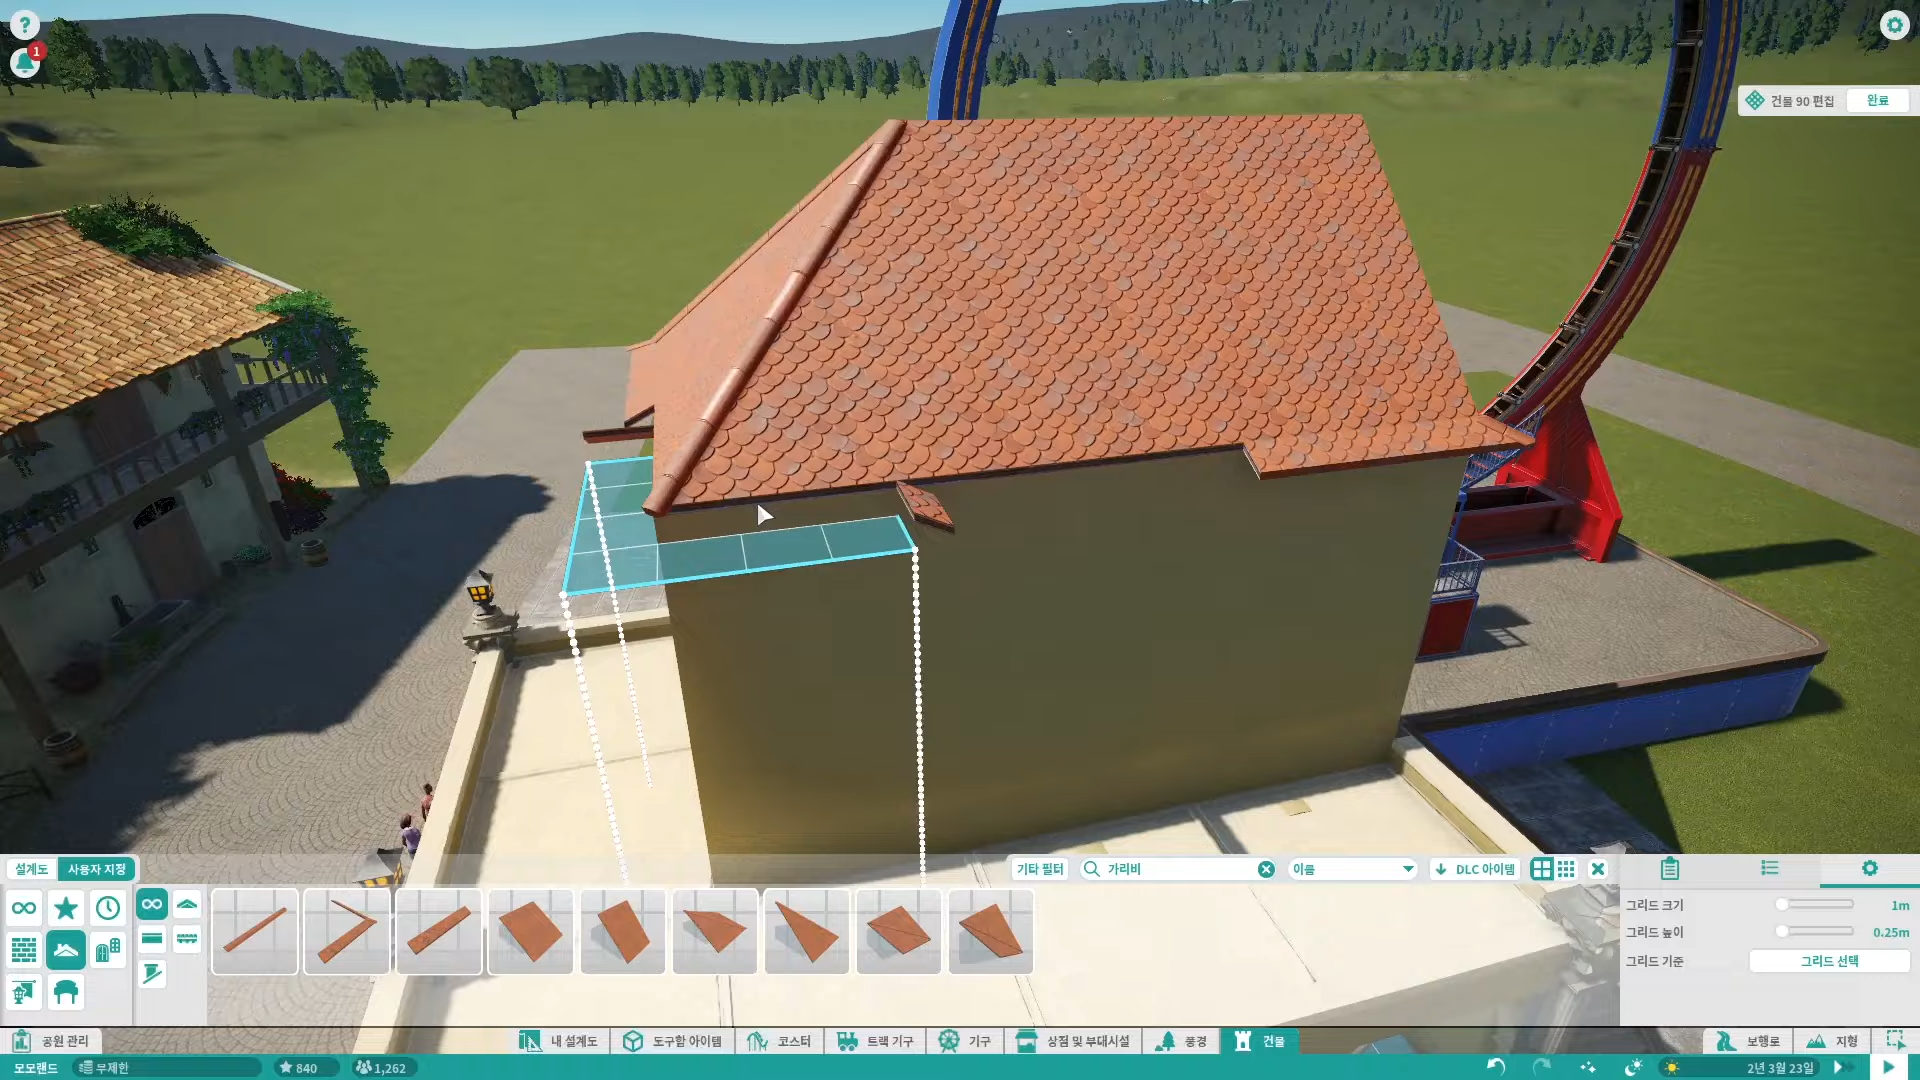 ?
1
건물 90 편집
완료
설계도
사용자 지정
기타 필터
가리비
이름
DLC 아이템
그리드 크기
1m
그리드 높이
0.25m
그리드 기준
그리드 선택
공원 관리
내 설계도
도구함 아이템
코스터
트랙 기구
기구
상점 및 부대시설
풍경
건물
보행로
지형
모모랜드
무제한
840
1,262
2년 3월 23일